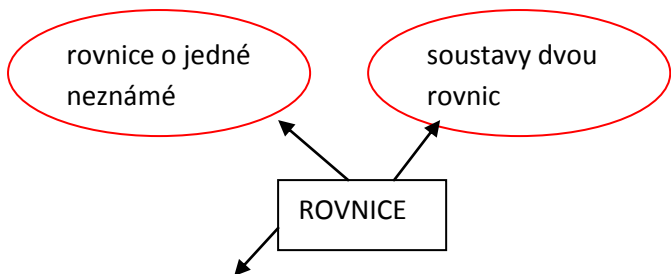 rovnice o jedné
neznámé
soustavy dvou
rovnic
ROVNICE